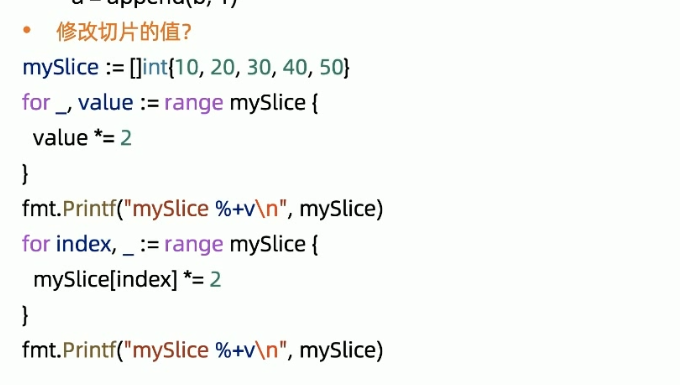 a = append(b, 1)
• 修改切片的值?
mySlice := []int{10, 20, 30, 40, 50}
for _, value := range mySlice {
value *= 2
}
fmt.Printf("mySlice %+v\n", mySlice)
for index, _ := range mySlice {
mySlice[index] *= 2
}
fmt.Printf("mySlice %+v\n", mySlice)